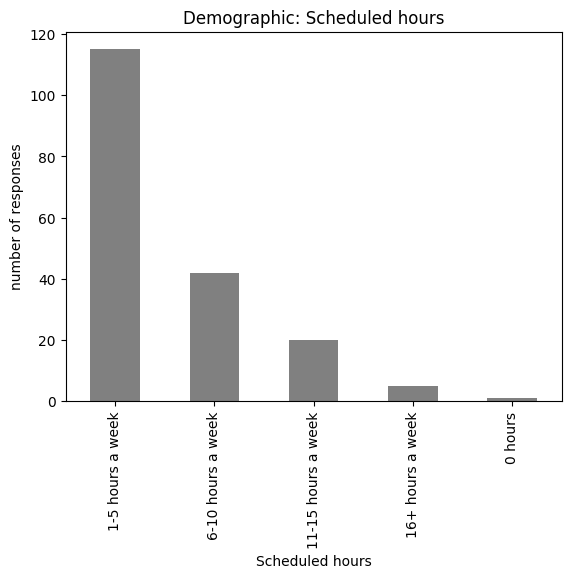 Demographic: Scheduled hours
120
100
80
60
40
20
0
number of responses
1-5 hours a week
6-10 hours a week
11-15 hours a week
16+ hours a week
0 hours
Scheduled hours